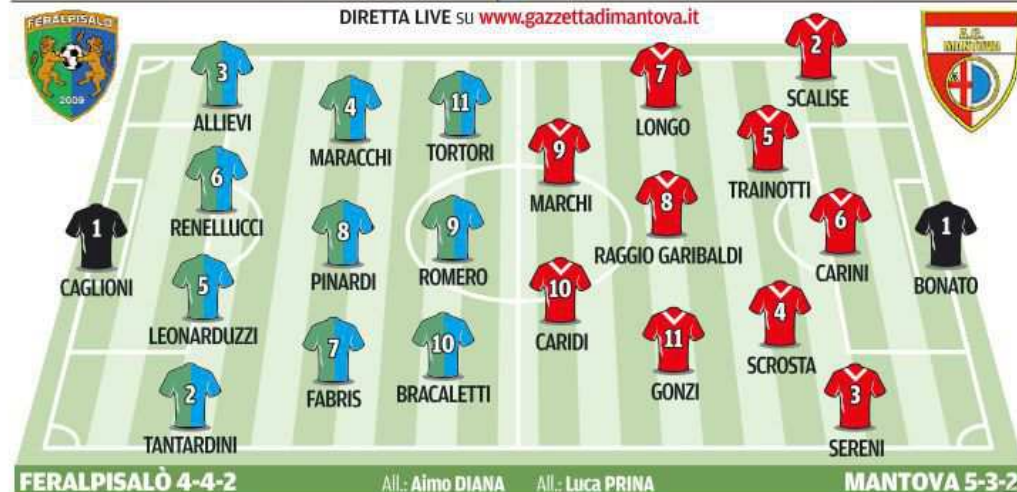 DIRETTA LIVE su www.gazzettadimantova.it
FERALPISALÒ
2009
A.C.
MANTOVA
1
CAGLIONI
3
ALLIEVI
6
RENELLUCCI
5
LEONARDUZZI
2
TANTARDINI
4
MARACCHI
8
PINARDI
7
FABRIS
11
TORTORI
9
ROMERO
10
BRACALETTI
9
MARCHI
10
CARIDI
7
LONGO
8
RAGGIO GARIBALDI
11
GONZI
2
SCALISE
5
TRAINOTTI
6
CARINI
4
SCROSTA
3
SERENI
1
BONATO
FERALPISALÒ 4-4-2
All.: Aimo DIANA
All.: Luca PRINA
MANTOVA 5-3-2